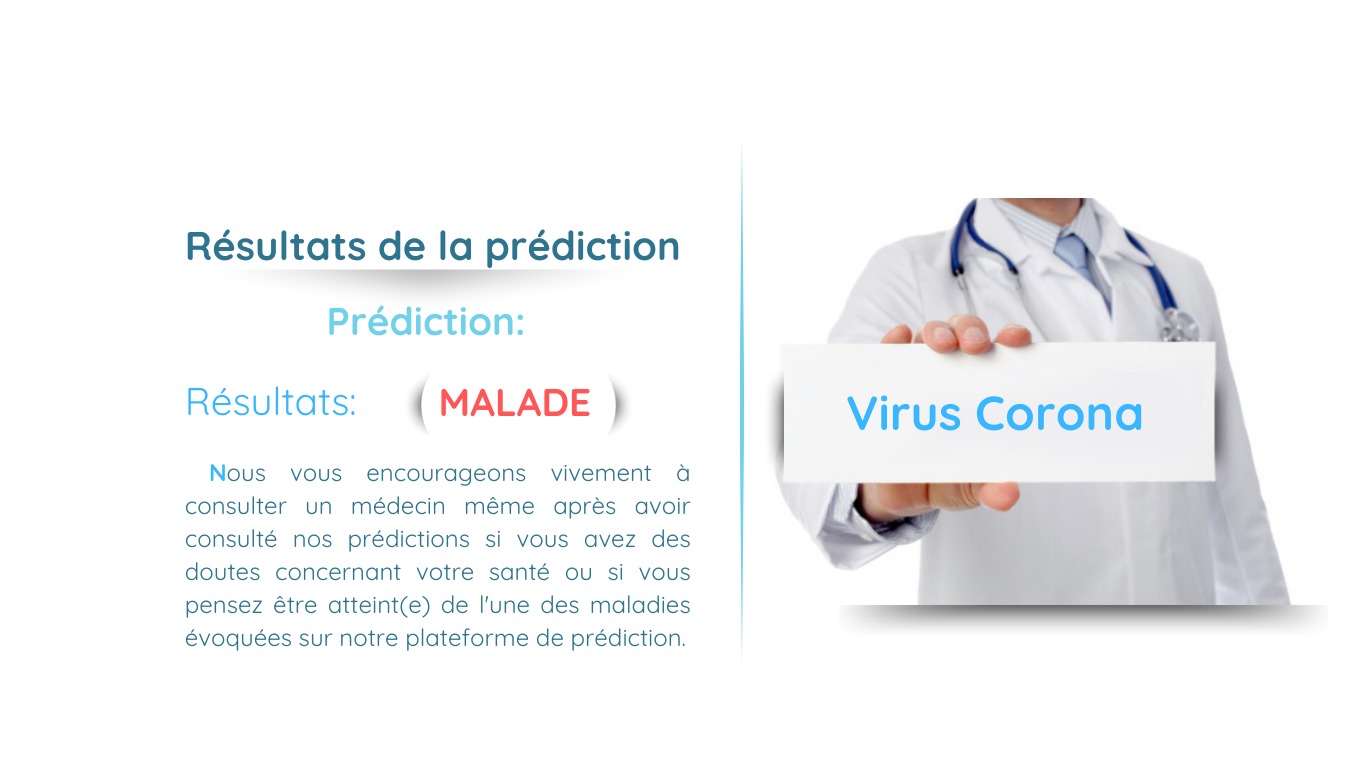 Résultats de la prédiction
Prédiction:
Résultats: MALADE
Nous vous encourageons vivement à
consulter un médecin même après avoir
consulté nos prédictions si vous avez des
doutes concernant votre santé ou si vous
pensez être atteint(e) de l'une des maladies
évoquées sur notre plateforme de prédiction.
Virus Corona